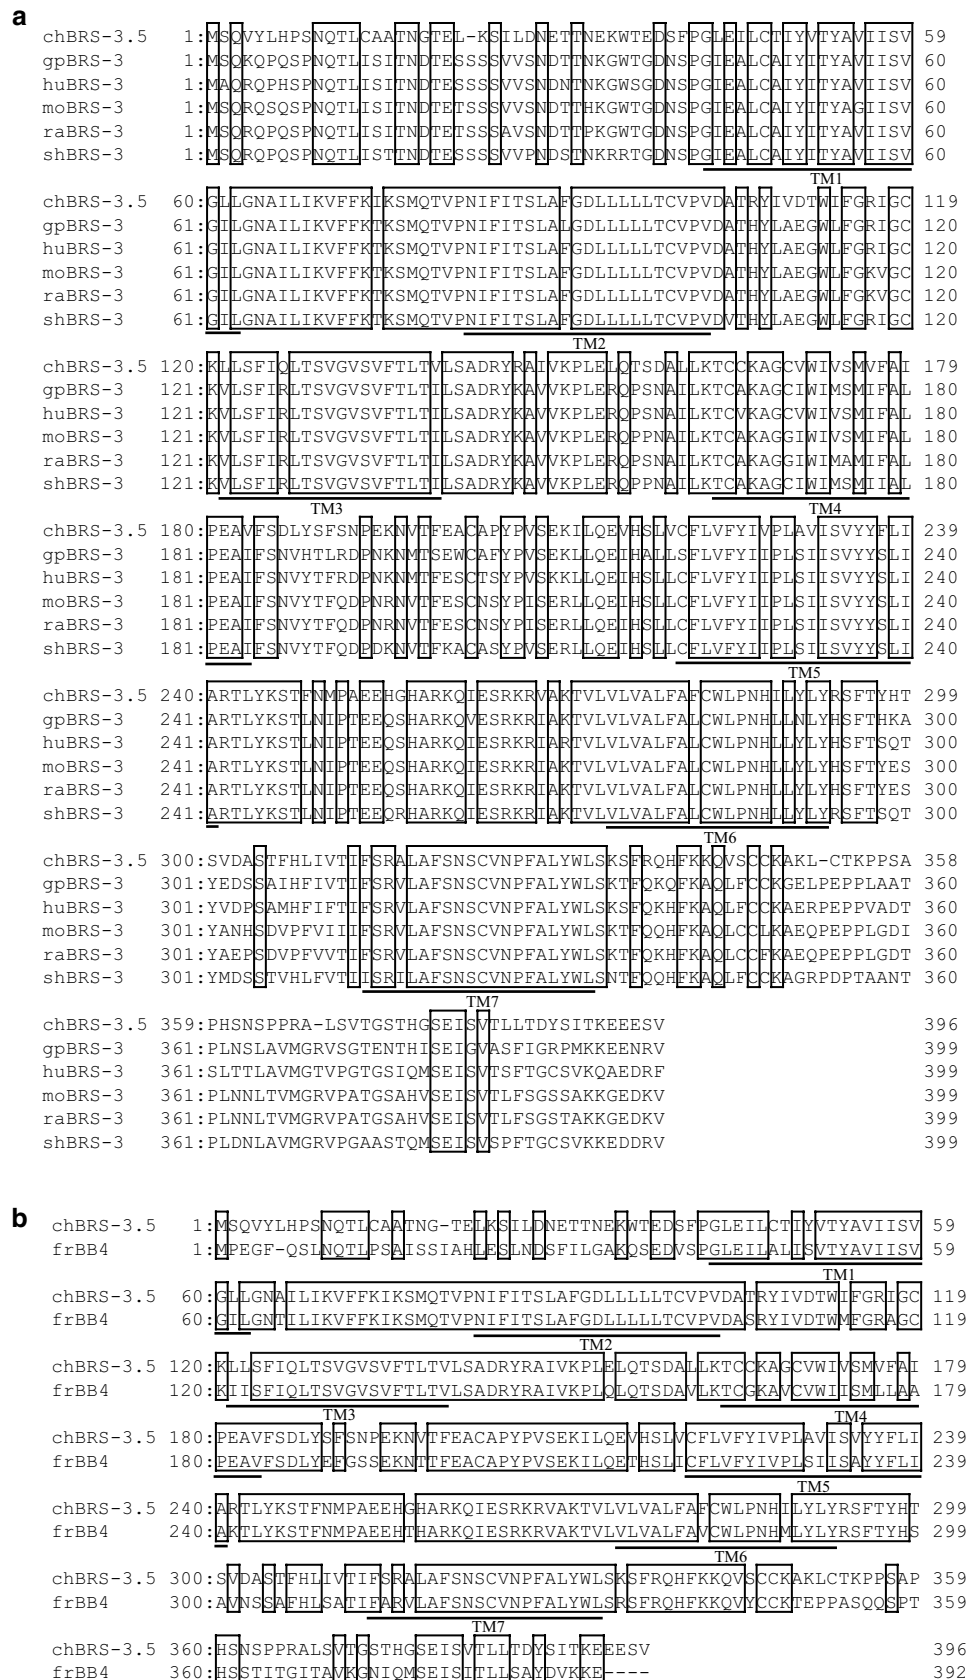 a
chBRS-3.5 1:MSQVYLHPSNQTLCAATNGTEL-KSILDNETTNEKWTEDSFPGLEILCTIYVTYAVIISV 59
gpBRS-3 1:MSQKQPQSPNQTLISITNDTESSSSVVSNDTTNKGWTGDNSPGIEALCAIYITYAVIISV 60
huBRS-3 1:MAQRQPHSPNQTLISITNDTESSSSVVSNDNTNKGWSGDNSPGIEALCAIYITYAVIISV 60
moBRS-3 1:MSQRQSQSPNQTLISITNDTESSSSVVSNDTTHKGWTGDNSPGIEALCAIYITYAGIISV 60
raBRS-3 1:MSQRQPQSPNQTLISITNDTETSSSAVSNDTTPKGWTGDNSPGIEALCAIYITYAVIISV 60
shBRS-3 1:MSQRQPQSPNQTLISTTNDTESSSSVVPNDSTNKRRTGDNSPGIEALCAIYITYAVIISV 60
TM1
chBRS-3.5 60:GLLGNAILIKVFFKIKSMQTVPNIFITSLAFGDLLLLLTCVPVDATRYIVDTWIFGRIGC 119
gpBRS-3 61:GILGNAILIKVFFKTKSMQTVPNIFITSLALGDLLLLLTCVPVDATHYLAEGWLFGRIGC 120
huBRS-3 61:GILGNAILIKVFFKTKSMQTVPNIFITSLAFGDLLLLLTCVPVDATHYLAEGWLFGRIGC 120
moBRS-3 61:GILGNAILIKVFFKTKSMQTVPNIFITSLAFGDLLLLLTCVPVDATHYLAEGWLFGKVGC 120
raBRS-3 61:GILGNAILIKVFFKTKSMQTVPNIFITSLAFGDLLLLLTCVPVDATHYLAEGWLFGKVGC 120
shBRS-3 61:GILGNAILIKVFFKTKSMQTVPNIFITSLAFGDLLLLLTCVPVDVTHYLAEGWLFGRIGC 120
TM2
chBRS-3.5 120:KLLSFIQLTSVGVSVFTLTVLSADRYRAIVKPLELQTSDALLKTCCKAGCVWIVSMVFAI 179
gpBRS-3 121:KVLSFIRLTSVGVSVFTLTILSADRYKAVVKPLERQPSNAILKTCAKAGCIWIVSMIFAL 180
huBRS-3 121:KVLSFIRLTSVGVSVFTLTILSADRYKAVVKPLERQPSNAILKTCVKAGCVWIVSMIFAL 180
moBRS-3 121:KVLSFIRLTSVGVSVFTLTILSADRYKAVVKPLERQPPNAILKTCAKAGGIWIVSMIFAL 180
raBRS-3 121:KVLSFIRLTSVGVSVFTLTILSADRYKAVVKPLERQPSNAILKTCAKAGGIWIMAMIFAL 180
shBRS-3 121:KVLSFIRLTSVGVSVFTLTILSADRYKAVVKPLERQPPNAILKTCAKAGCIWIMSMIIAL 180
TM3 TM4
chBRS-3.5 180:PEAVFSDLYSFSNPEKNVTFEACAPYPVSEKILQEVHSLVCFLVFYIVPLAVISVYYFLI 239
gpBRS-3 181:PEAIFSNVHTLRDPNKNMTSEWCAFYPVSEKLLQEIHALLSFLVFYIIPLSIISVYYSLI 240
huBRS-3 181:PEAIFSNVYTFRDPNKNMTFESCTSYPVSKKLLQEIHSLLCFLVFYIIPLSIISVYYSLI 240
moBRS-3 181:PEAIFSNVYTFQDPNRNVTFESCNSYPISERLLQEIHSLLCFLVFYIIPLSIISVYYSLI 240
raBRS-3 181:PEAIFSNVYTFQDPNRNVTFESCNSYPISERLLQEIHSLLCFLVFYIIPLSIISVYYSLI 240
shBRS-3 181:PEAIFSNVYTFQDPDKNVTFKACASYPVSERLLQEIHSLLCFLVFYIIPLSIISVYYSLI 240
TM5
chBRS-3.5 240:ARTLYKSTFNMPAEEHGHARKQIESRKRVAKTVLVLVALFAFCWLPNHILYLYRSFTYHT 299
gpBRS-3 241:ARTLYKSTLNIPTEEQSHARKQVESRKRIAKTVLVLVALFALCWLPNHLLNLYHSFTHKA 300
huBRS-3 241:ARTLYKSTLNIPTEEQSHARKQIESRKRIARTVLVLVALFALCWLPNHLLYLYHSFTSQT 300
moBRS-3 241:ARTLYKSTLNIPTEEQSHARKQIESRKRIAKTVLVLVALFALCWLPNHLLYLYHSFTYES 300
raBRS-3 241:ARTLYKSTLNIPTEEQSHARKQIESRKRIAKTVLVLVALFALCWLPNHLLYLYHSFTYES 300
shBRS-3 241:ARTLYKSTLNIPTEEQRHARKQIESRKRIAKTVLVLVALFALCWLPNHLLYLYRSFTSQT 300
TM6
chBRS-3.5 300:SVDASTFHLIVTIFSRALAFSNSCVNPFALYWLSKSFRQHFKKQVSCCKAKL-CTKPPSA 358
gpBRS-3 301:YEDSSAIHFIVTIFSRVLAFSNSCVNPFALYWLSKTFQKQFKAQLFCCKGELPEPPLAAT 360
huBRS-3 301:YVDPSAMHFIFTIFSRVLAFSNSCVNPFALYWLSKSFQKHFKAQLFCCKAERPEPPVADT 360
moBRS-3 301:YANHSDVPFVIIIFSRVLAFSNSCVNPFALYWLSKTFQQHFKAQLCCLKAEQPEPPLGDI 360
raBRS-3 301:YAEPSDVPFVVTIFSRVLAFSNSCVNPFALYWLSKTFQKHFKAQLCCFKAEQPEPPLGDT 360
shBRS-3 301:YMDSSTVHLFVTIISRILAFSNSCVNPFALYWLSNTFQQHFKAQLFCCKAGRPDPTAANT 360
TM7
chBRS-3.5 359:PHSNSPPRA-LSVTGSTHGSEISVTLLTDYSITKEEESV 396
gpBRS-3 361:PLNSLAVMGRVSGTENTHISEIGVASFIGRPMKKEENRV 399
huBRS-3 361:SLTTLAVMGTVPGTGSIQMSEISVTSFTGCSVKQAEDRF 399
moBRS-3 361:PLNNLTVMGRVPATGSAHVSEISVTLFSGSSAKKGEDKV 399
raBRS-3 361:PLNNLTVMGRVPATGSAHVSEISVTLFSGSTAKKGEDKV 399
shBRS-3 361:PLDNLAVMGRVPGAASTQMSEISVSPFTGCSVKKEDDRV 399
b
chBRS-3.5 1:MSQVYLHPSNQTLCAATNG-TELKSILDNETTNEKWTEDSFPGLEILCTIYVTYAVIISV 59
frBB4 1:MPEGF-QSLNQTLPSAISSIAHLESLNDSFILGAKQSEDVSPGLEILALISVTYAVIISV 59
TM1
chBRS-3.5 60:GLLGNAILIKVFFKIKSMQTVPNIFITSLAFGDLLLLLTCVPVDATRYIVDTWIFGRIGC 119
frBB4 60:GILGNTILIKVFFKIKSMQTVPNIFITSLAFGDLLLLLTCVPVDASRYIVDTWMFGRAGC 119
TM2
chBRS-3.5 120:KLLSFIQLTSVGVSVFTLTVLSADRYRAIVKPLELQTSDALLKTCCKAGCVWIVSMVFAI 179
frBB4 120:KIISFIQLTSVGVSVFTLTVLSADRYRAIVKPLQLQTSDAVLKTCGKAVCVWIISMLLAA 179
TM3 TM4
chBRS-3.5 180:PEAVFSDLYSFSNPEKNVTFEACAPYPVSEKILQEVHSLVCFLVFYIVPLAVISVYYFLI 239
frBB4 180:PEAVFSDLYEFGSSEKNTTFEACAPYPVSEKILQETHSLICFLVFYIVPLSIISAYYFLI 239
TM5
chBRS-3.5 240:ARTLYKSTFNMPAEEHGHARKQIESRKRVAKTVLVLVALFAFCWLPNHILYLYRSFTYHT 299
frBB4 240:AKTLYKSTFNMPAEEHTHARKQIESRKRVAKTVLVLVALFAVCWLPNHMLYLYRSFTYHS 299
TM6
chBRS-3.5 300:SVDASTFHLIVTIFSRALAFSNSCVNPFALYWLSKSFRQHFKKQVSCCKAKLCTKPPSAP 359
frBB4 300:AVNSSAFHLSATIFARVLAFSNSCVNPFALYWLSRSFRQHFKKQVYCCKTEPPASQQSPT 359
TM7
chBRS-3.5 360:HSNSPPRALSVTGSTHGSEISVTLLTDYSITKEEESV 396
frBB4 360:HSSTITGITAVKGNIQMSEISITLLSAYDVKKE---- 392